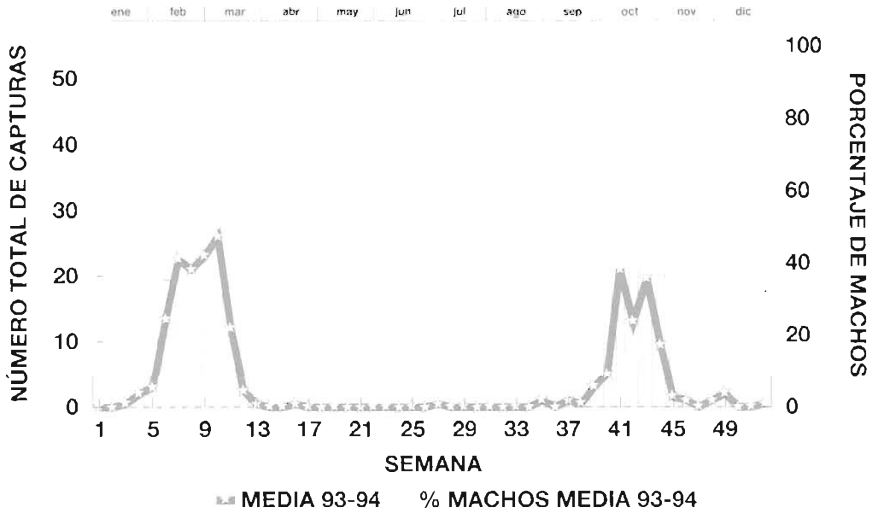 ene feb mar abr may jun jul ago sep oct nov dic
NÚMERO TOTAL DE CAPTURAS
50
40
30
20
10
0
100
80
60
40
20
0
PORCENTAJE DE MACHOS
1 5 9 13 17 21 25 29 33 37 41 45 49
SEMANA
MEDIA 93-94 % MACHOS MEDIA 93-94